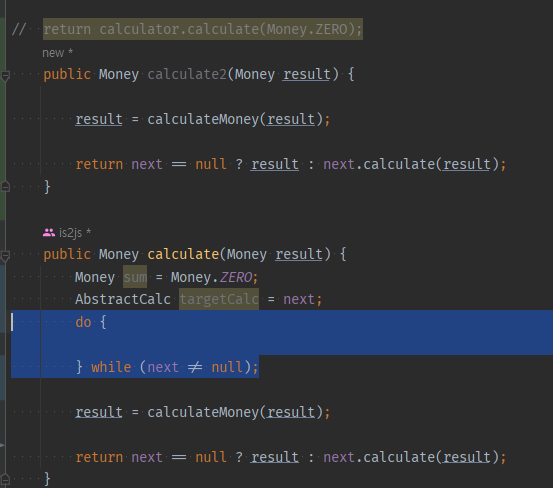 // return calculator.calculate(Money.ZERO);
new *
public Money calculate2(Money result) {
result = calculateMoney(result);
return next == null ? result : next.calculate(result);
}
is2js *
public Money calculate(Money result) {
Money sum = Money.ZERO;
AbstractCalc targetCalc = next;
do {
} while (next ≠ null);
result = calculateMoney(result);
return next == null ? result : next.calculate(result);
}